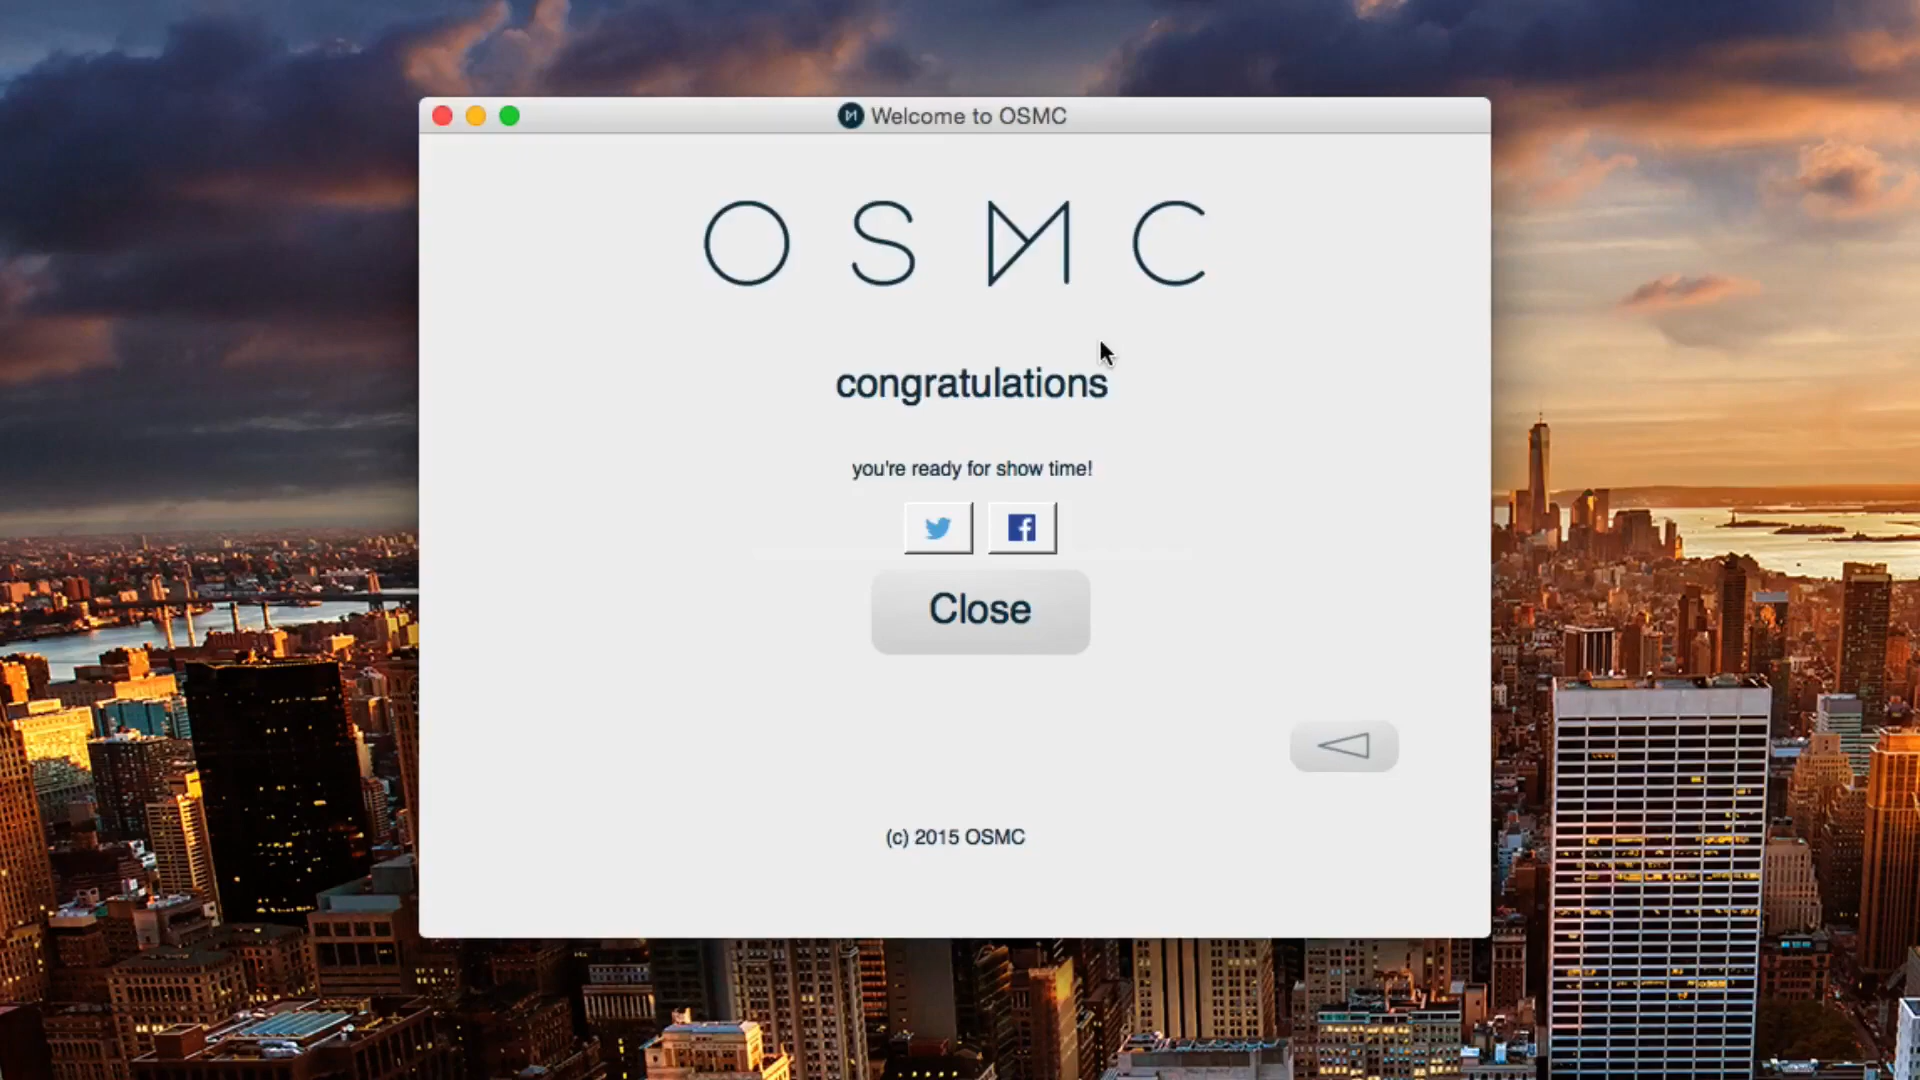 Welcome to OSMC
OSMC
congratulations
you're ready for show time!
Close
(c) 2015 OSMC